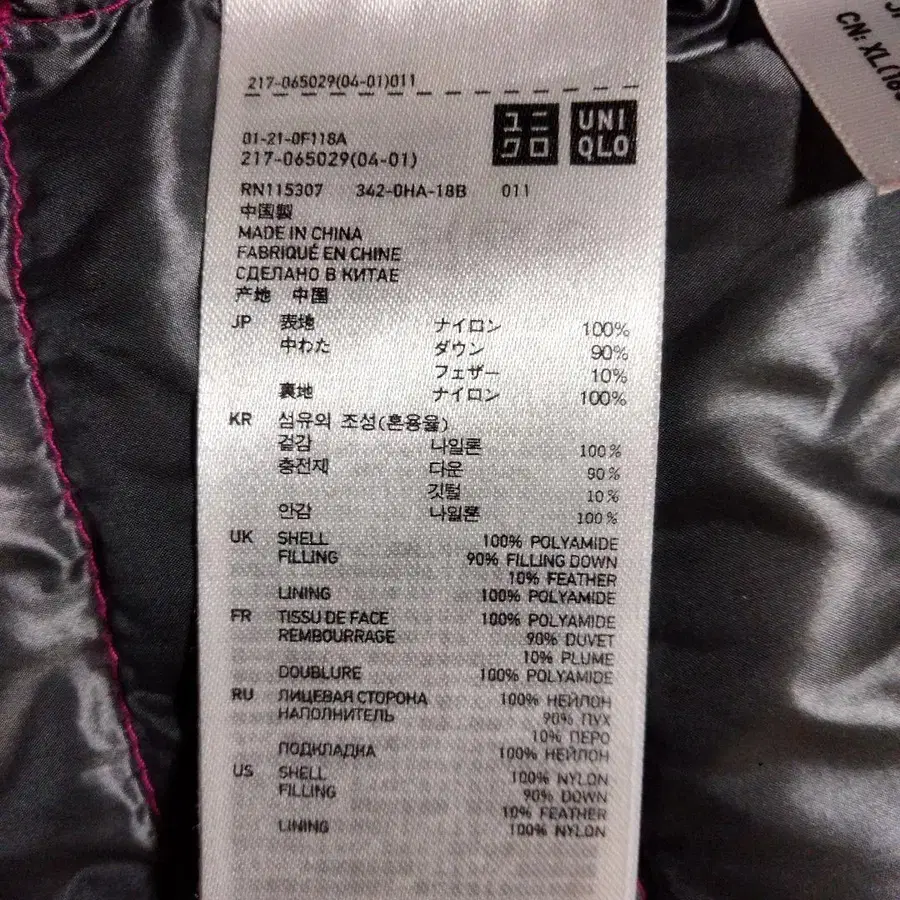 217-065029(04-01)011
ユニクロ
UNIQLO
01-21-0F118A
217-065029(04-01)
RN115307 342-0HA-18B 011
中国製
MADE IN CHINA
FABRIQUÉ EN CHINE
СДЕЛАНО В КИТАЕ
产地 中国
JP 表地 ナイロン 100%
中わた ダウン 90%
フェザー 10%
裏地 ナイロン 100%
KR 섬유의 조성(혼용율)
겉감 나일론 100%
충전재 다운 90%
깃털 10%
안감 나일론 100%
UK SHELL 100% POLYAMIDE
FILLING 90% FILLING DOWN
10% FEATHER
LINING 100% POLYAMIDE
FR TISSU DE FACE 100% POLYAMIDE
REMBOURRAGE 90% DUVET
10% PLUME
DOUBLURE 100% POLYAMIDE
RU ЛИЦЕВАЯ СТОРОНА 100% НЕЙЛОН
НАПОЛНИТЕЛЬ 90% ПУХ
10% ПЕРО
ПОДКЛАДКА 100% НЕЙЛОН
US SHELL 100% NYLON
FILLING 90% DOWN
10% FEATHER
LINING 100% NYLON
CN: XL